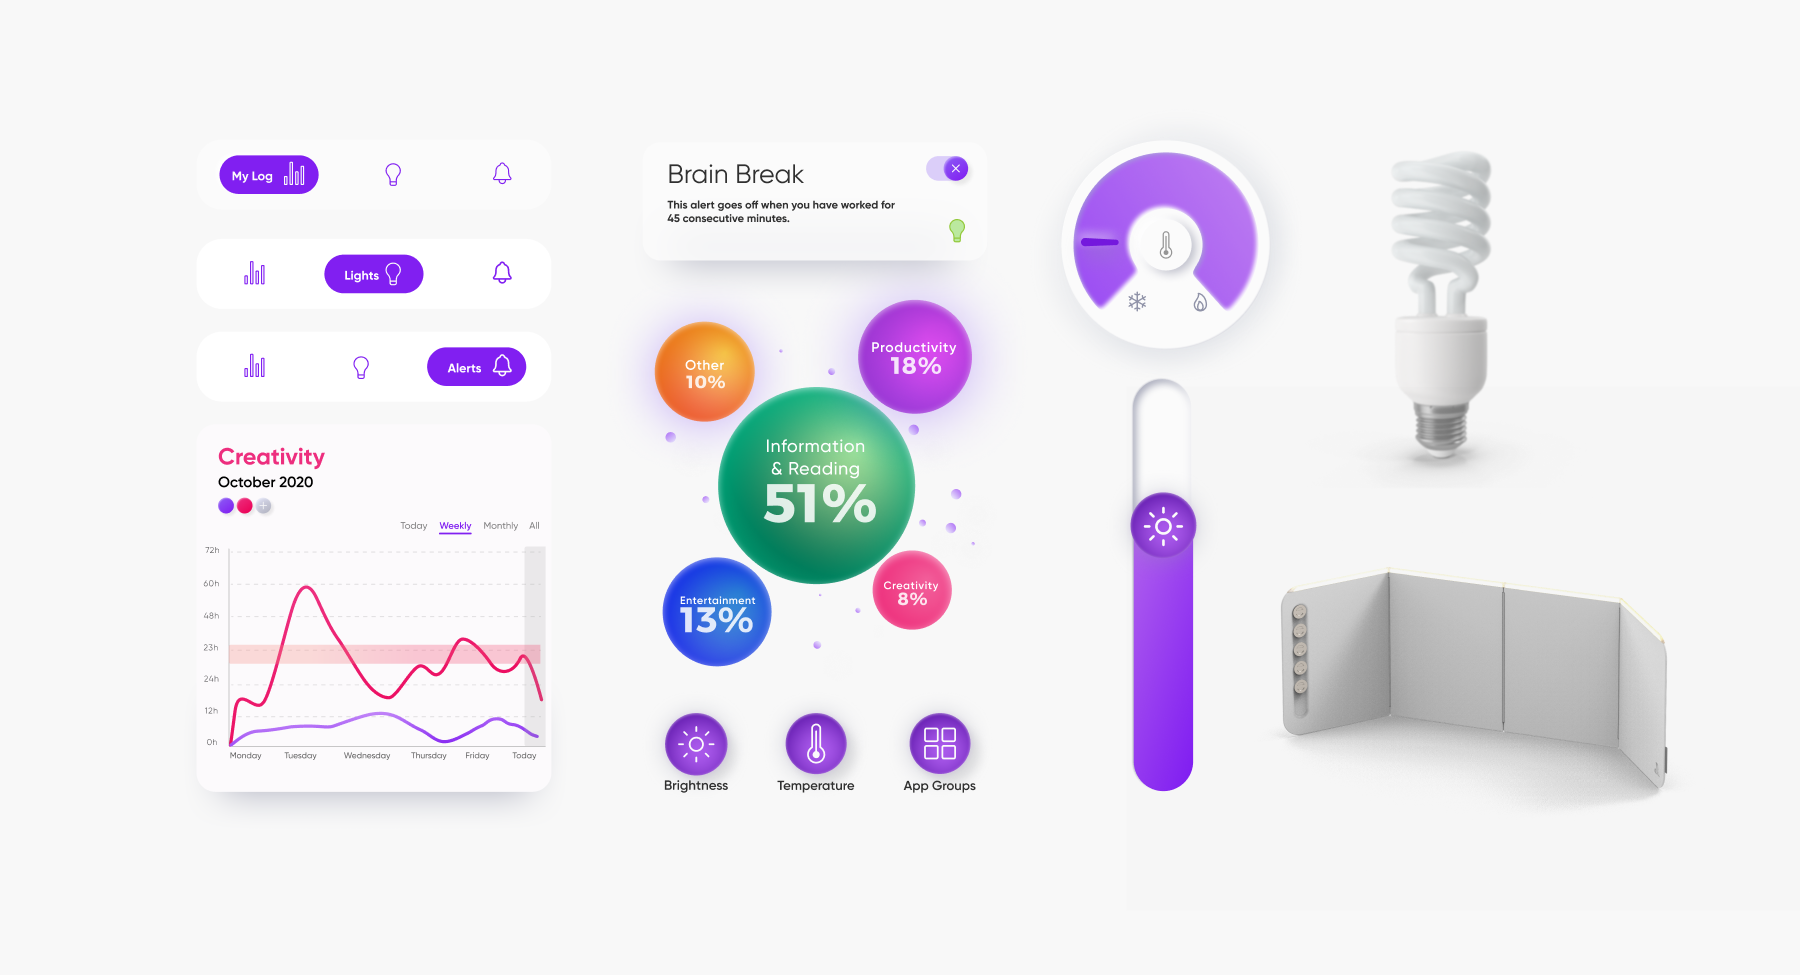 My Log
Lights
Alerts
Creativity
October 2020
Today Weekly Monthly All
72h
60h
48h
23h
24h
12h
0h
Monday Tuesday Wednesday Thursday Friday Today
Brain Break
This alert goes off when you have worked for
45 consecutive minutes.
Other
10%
Productivity
18%
Information
& Reading
51%
Entertainment
13%
Creativity
8%
Brightness Temperature App Groups